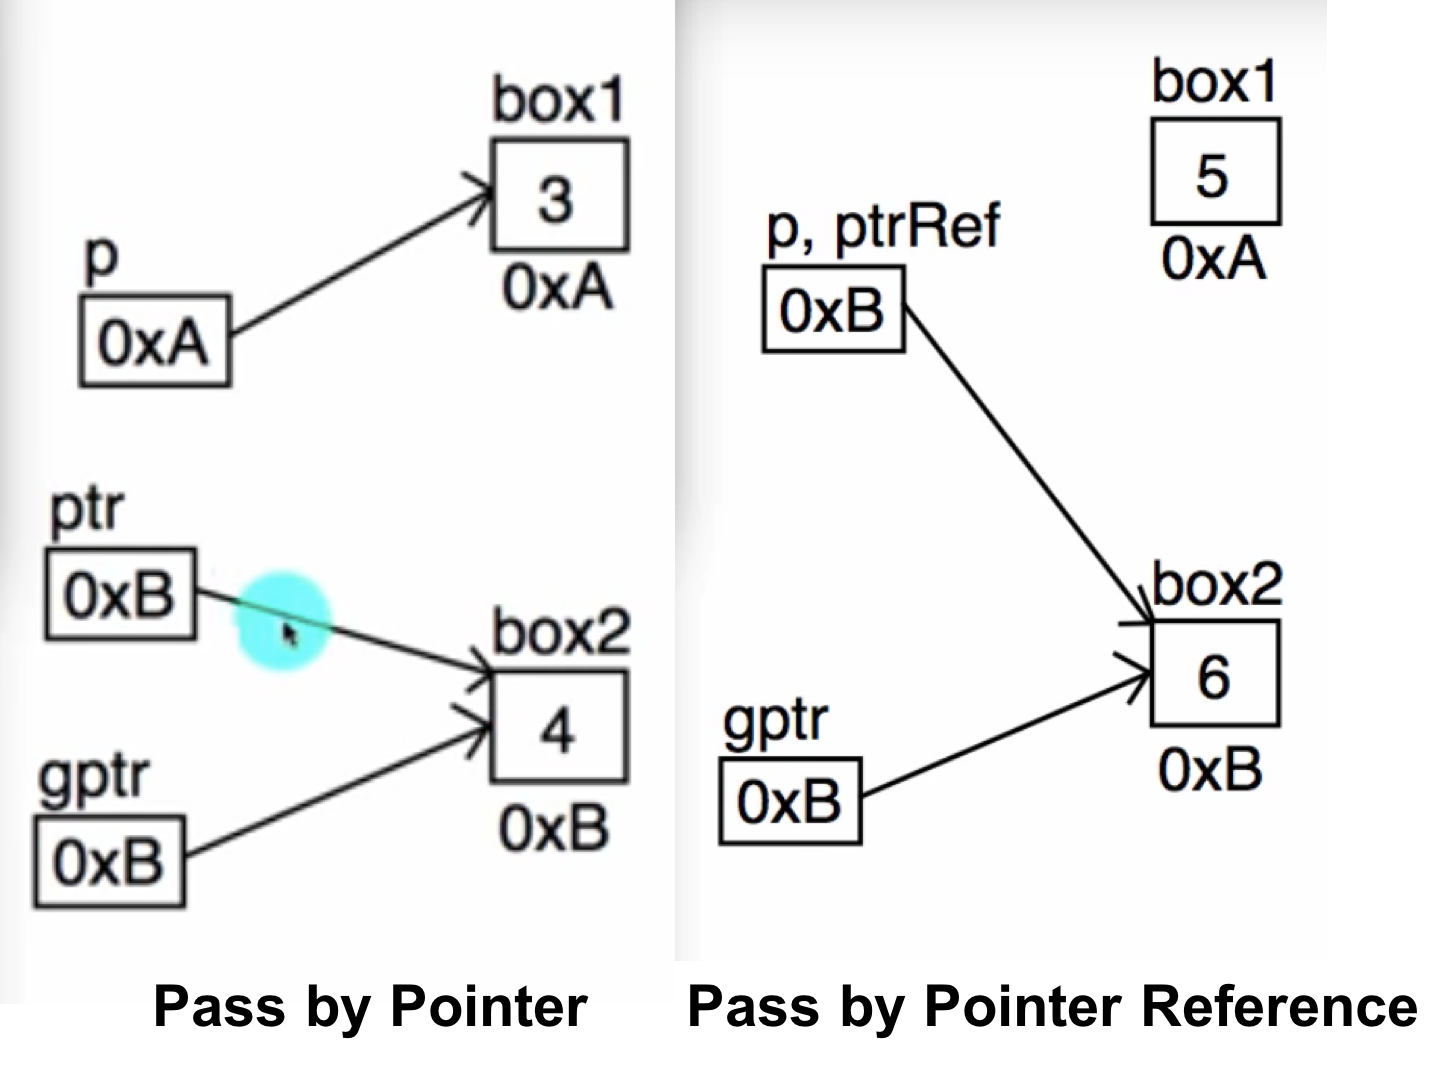 box1
3
0xA
p
0xA
ptr
0xB
box2
4
0xB
gptr
0xB
Pass by Pointer
box1
5
0xA
p, ptrRef
0xB
box2
6
0xB
gptr
0xB
Pass by Pointer Reference